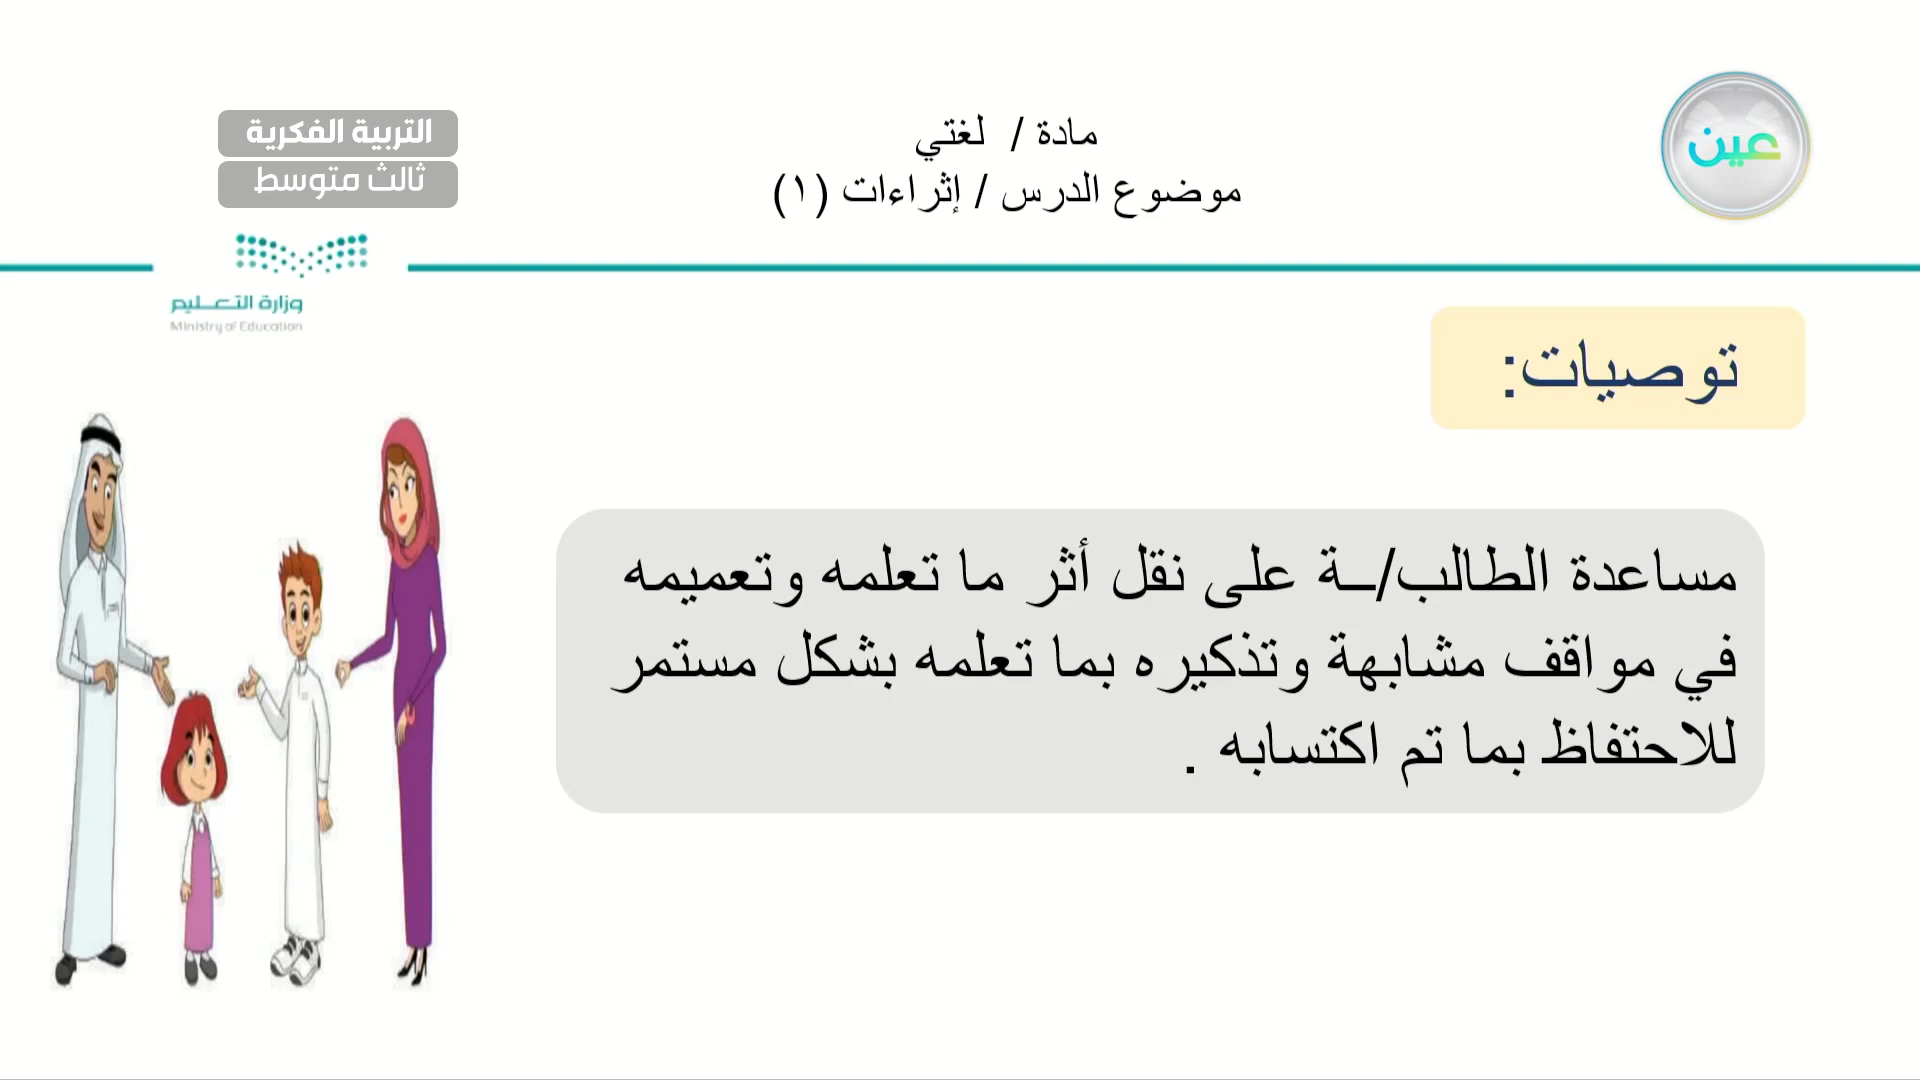 عين
مادة / لغتي
موضوع الدرس / إثراءات (١)
التربية الفكرية
ثالث متوسط
وزارة التعليم
Ministry of Education
توصيات:
مساعدة الطالب/ـة على نقل أثر ما تعلمه وتعميمه
في مواقف مشابهة وتذكيره بما تعلمه بشكل مستمر
للاحتفاظ بما تم اكتسابه .